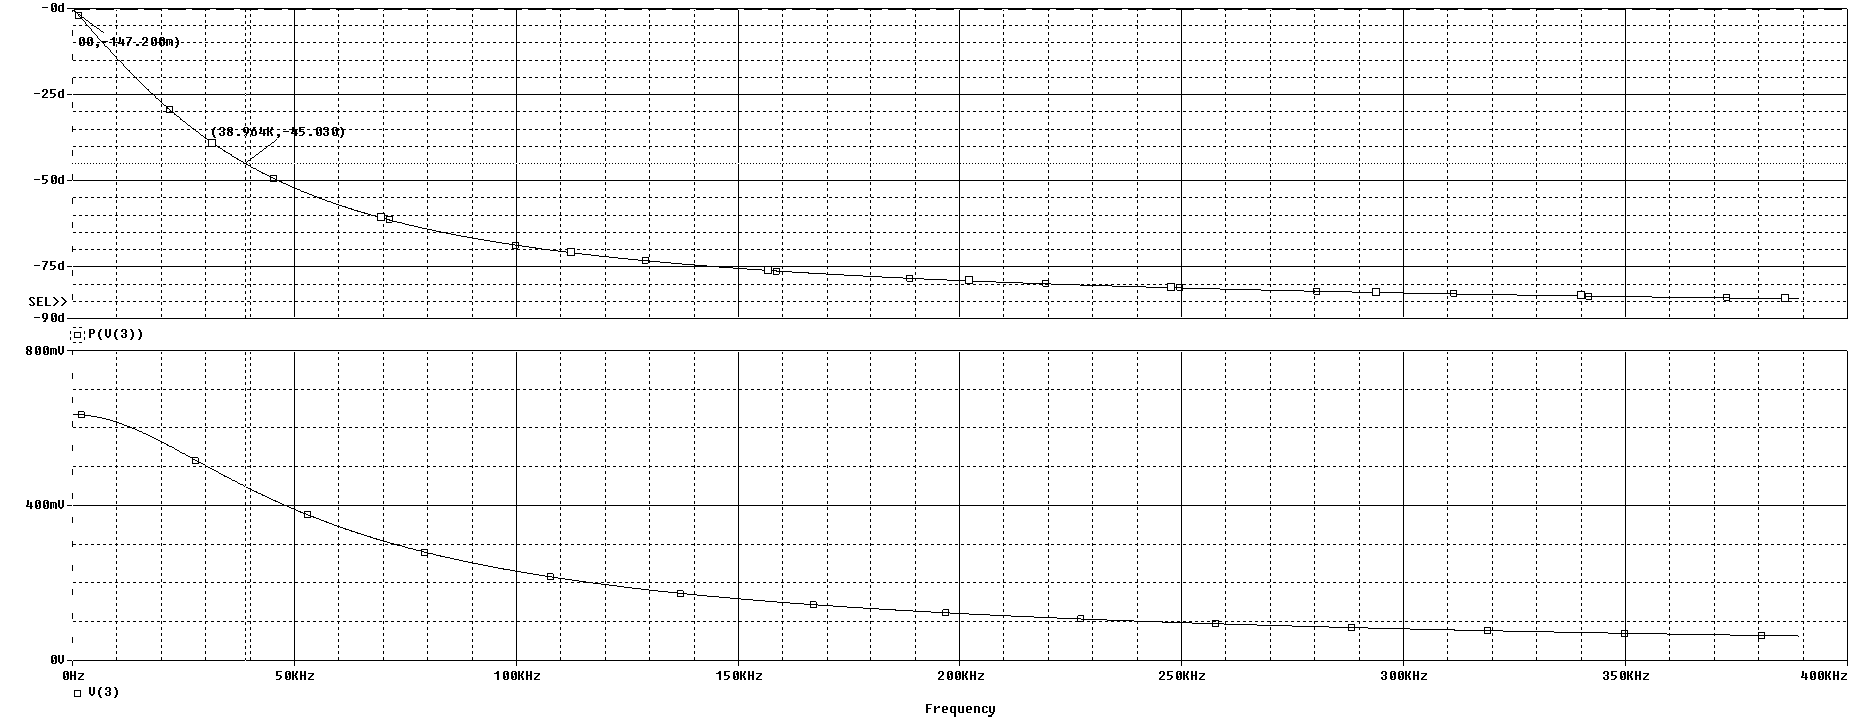 -0d
00,-147.200m)
-25d
(38.964K,-45.030)
-50d
-75d
SEL>>
-90d
P(V(3))
800mV
400mV
0V
0Hz 50KHz 100KHz 150KHz 200KHz 250KHz 300KHz 350KHz 400KHz
V(3)
Frequency